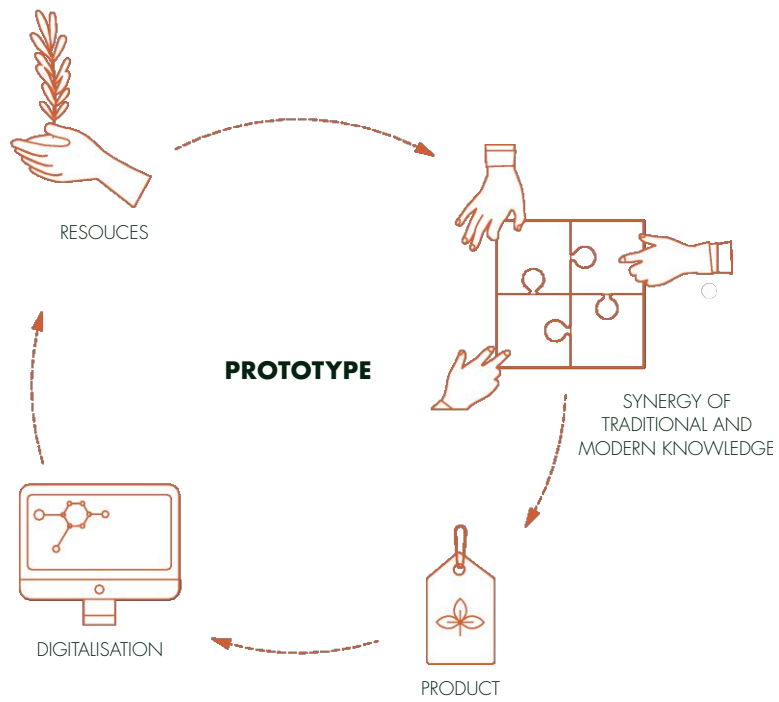 RESOUCES
PROTOTYPE
SYNERGY OF
TRADITIONAL AND
MODERN KNOWLEDGE
DIGITALISATION
PRODUCT